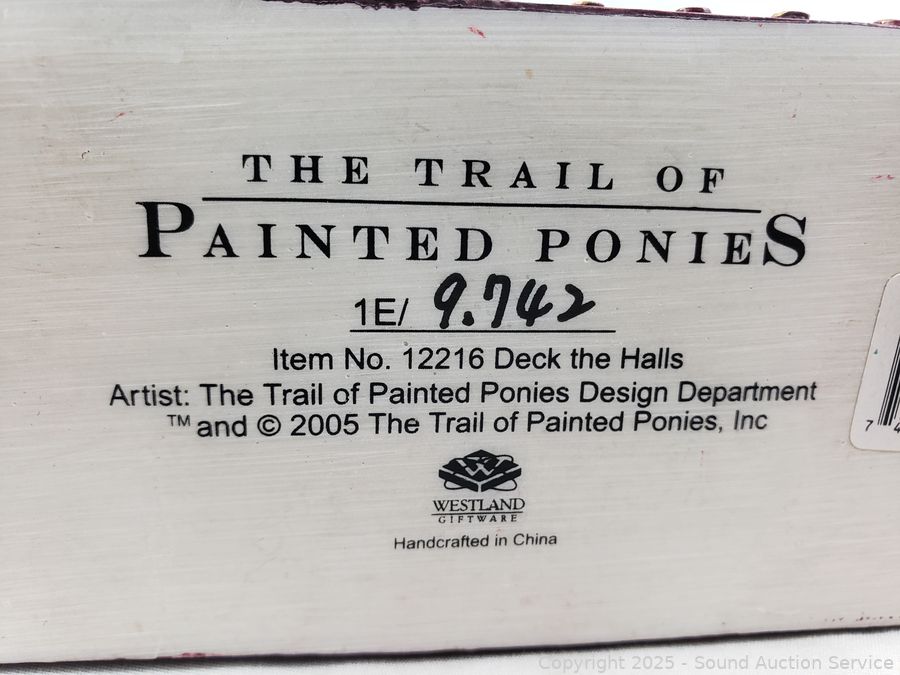 THE TRAIL OF
PAINTED PONIES
1E/ 9.742
Item No. 12216 Deck the Halls
Artist: The Trail of Painted Ponies Design Department
™ and © 2005 The Trail of Painted Ponies, Inc
WESTLAND
GIFTWARE
Handcrafted in China
7 4
Copyright 2025 - Sound Auction Service